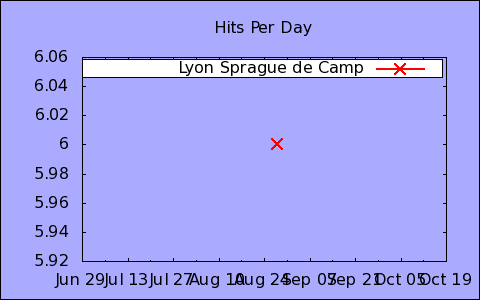 Hits Per Day
6.06
Lyon Sprague de Camp
6.04
6.02
6
5.98
5.96
5.94
5.92
Jun 29 Jul 13 Jul 27 Aug 10 Aug 24 Sep 07 Sep 21 Oct 05 Oct 19